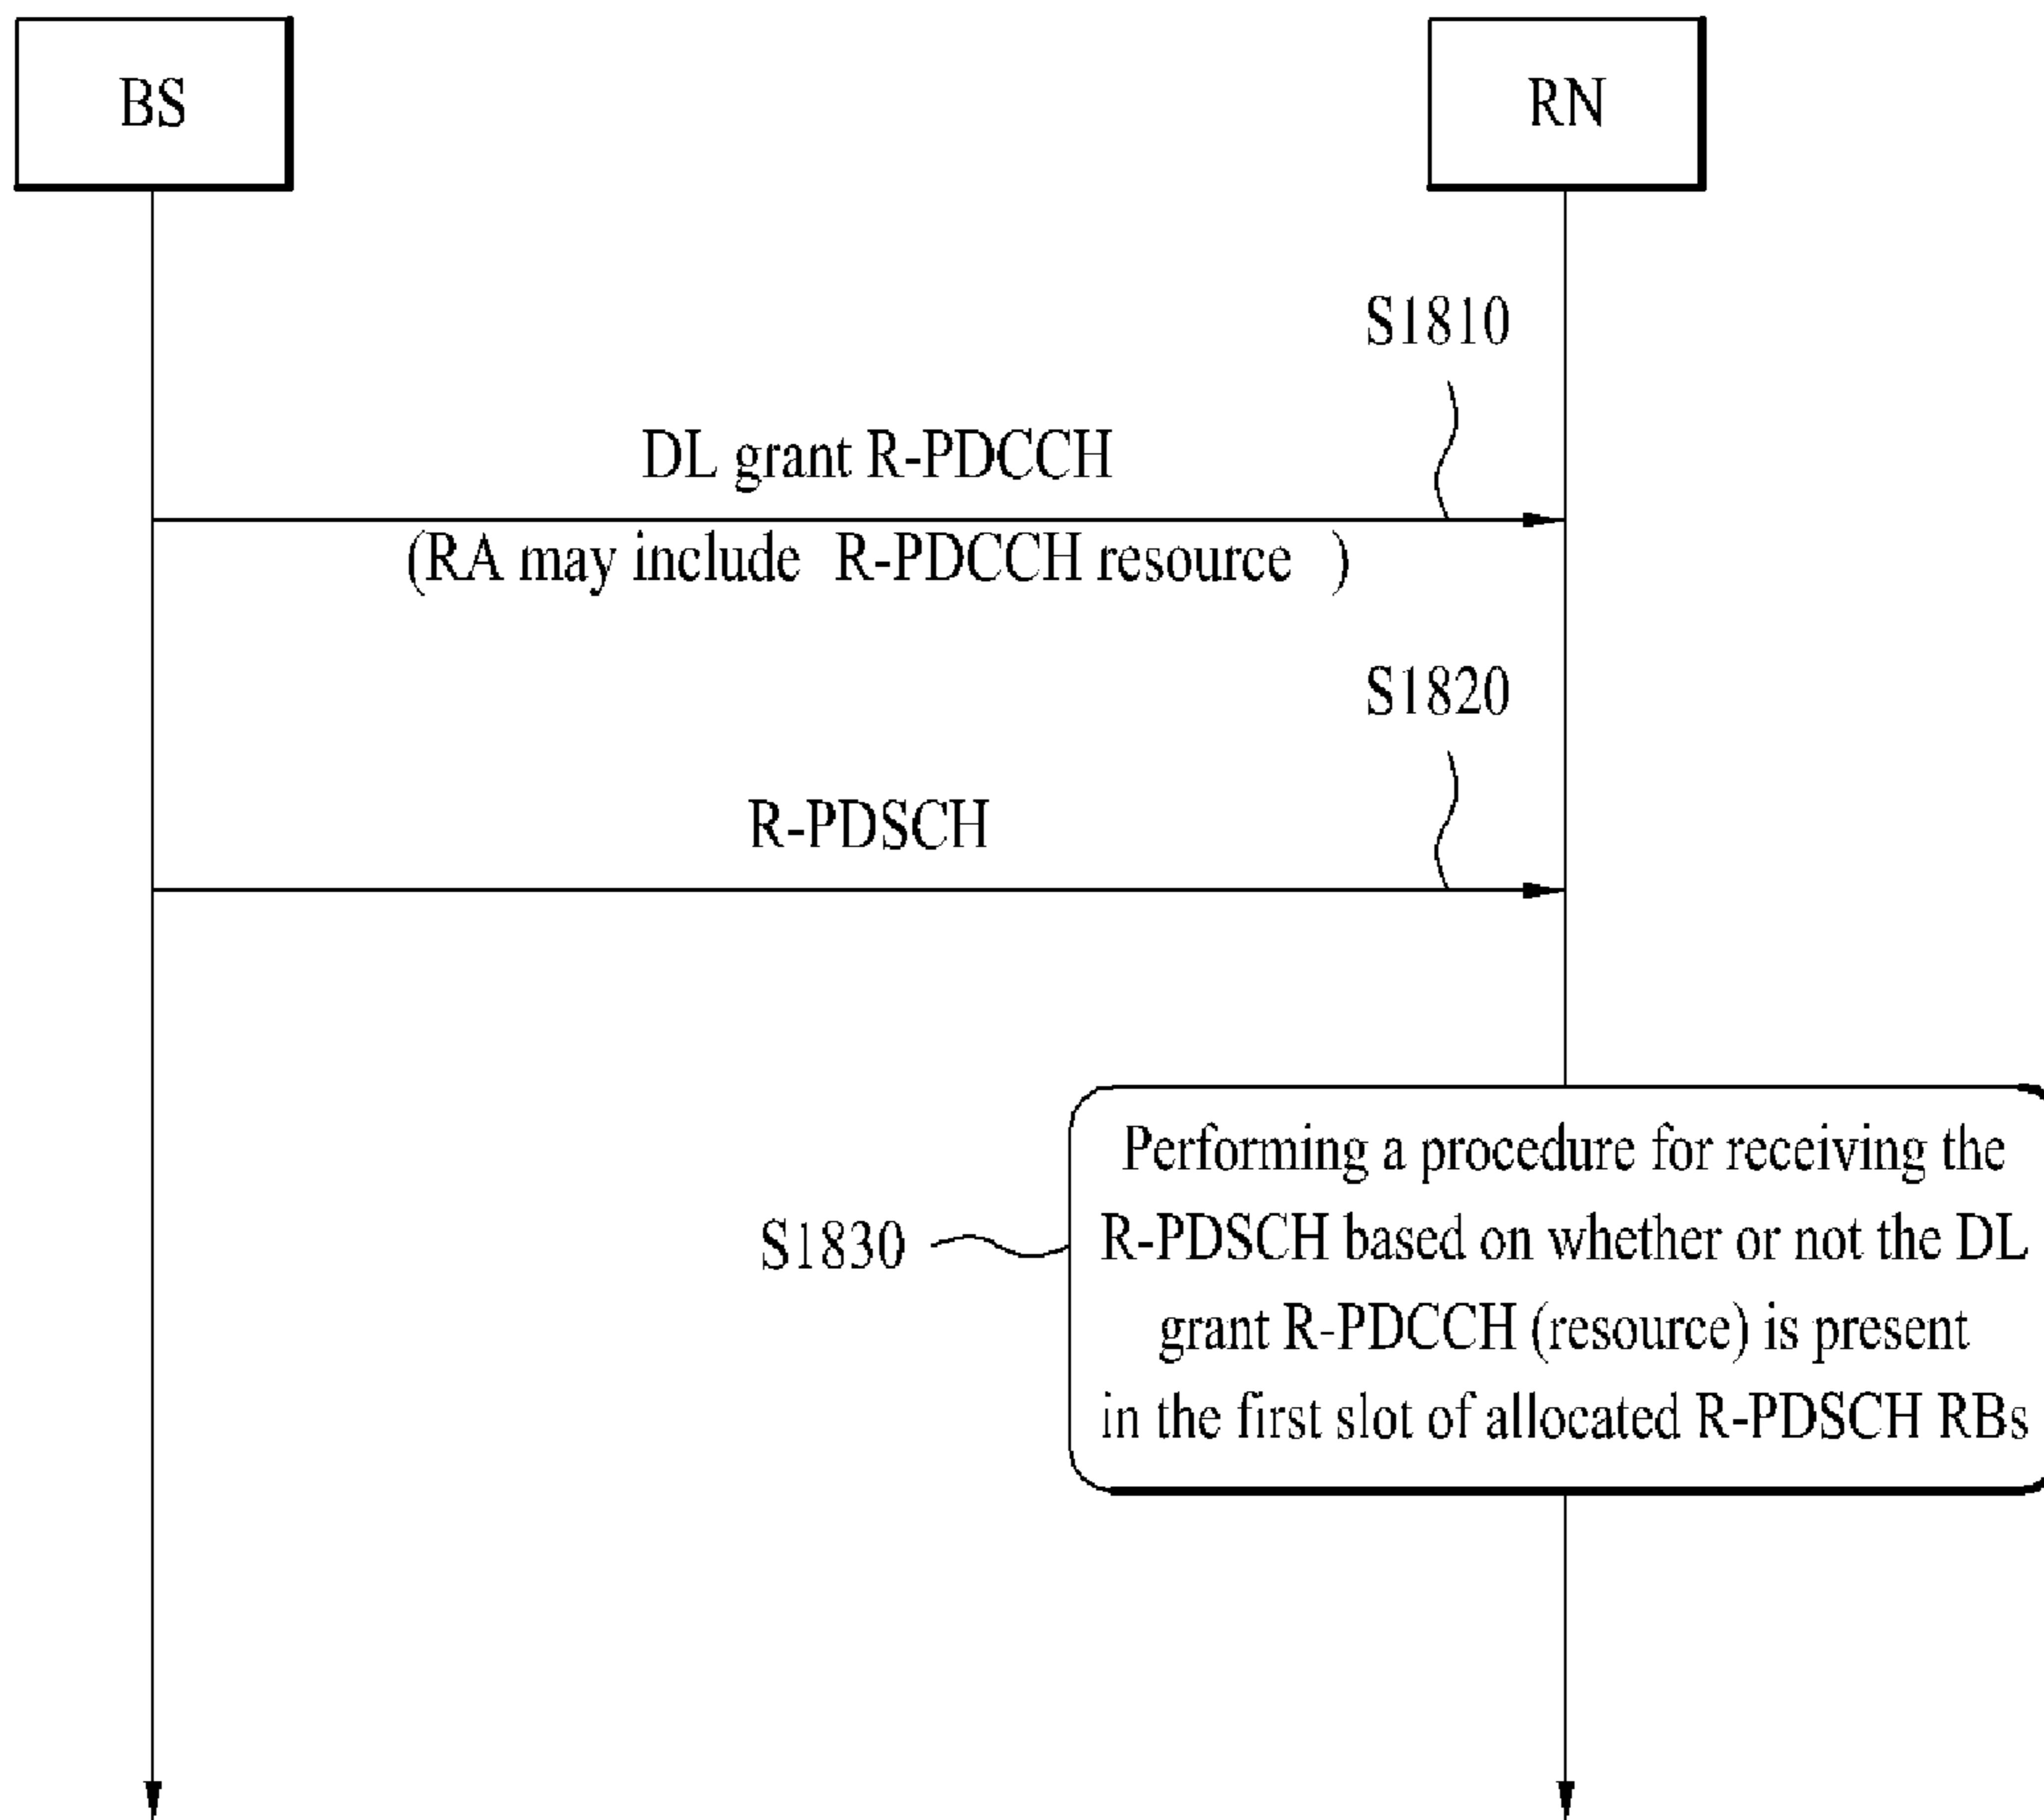 BS
RN
S1810
DL grant R-PDCCH
(RA may include R-PDCCH resource )
S1820
R-PDSCH
S1830
Performing a procedure for receiving the
R-PDSCH based on whether or not the DL
grant R-PDCCH (resource) is present
in the first slot of allocated R-PDSCH RBs